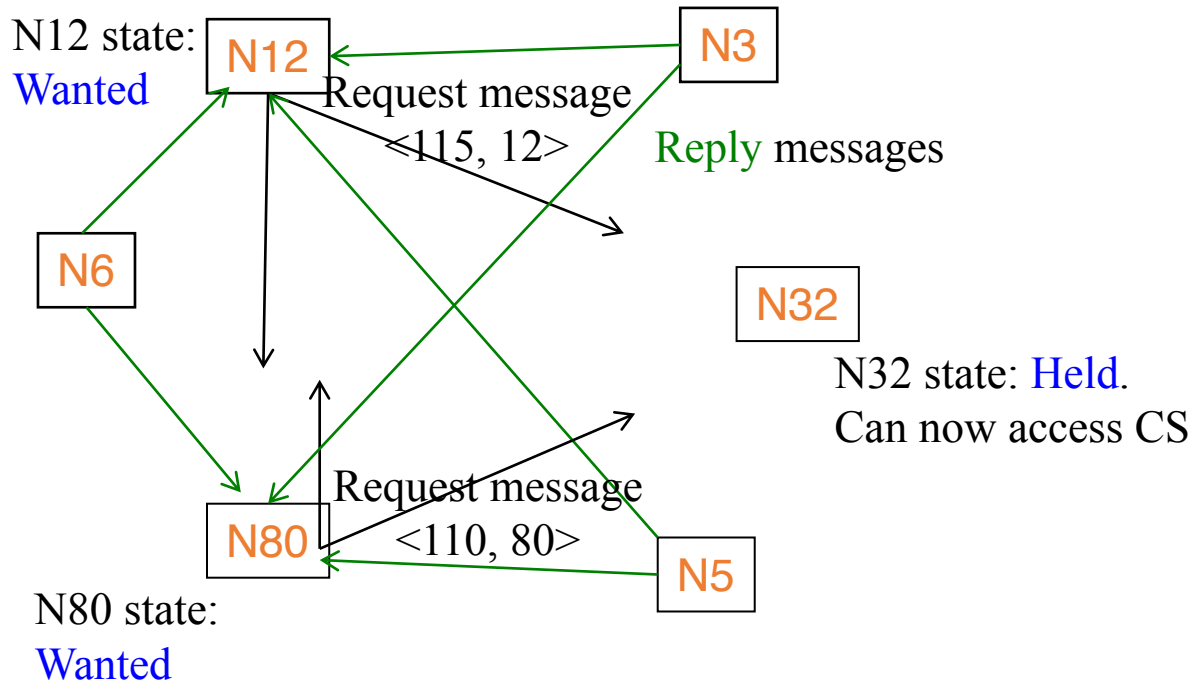 N12 state:
Wanted
N12
N3
Request message
<115, 12>
Reply messages
N6
N32
N32 state: Held.
Can now access CS
Request message
<110, 80>
N80
N5
N80 state:
Wanted